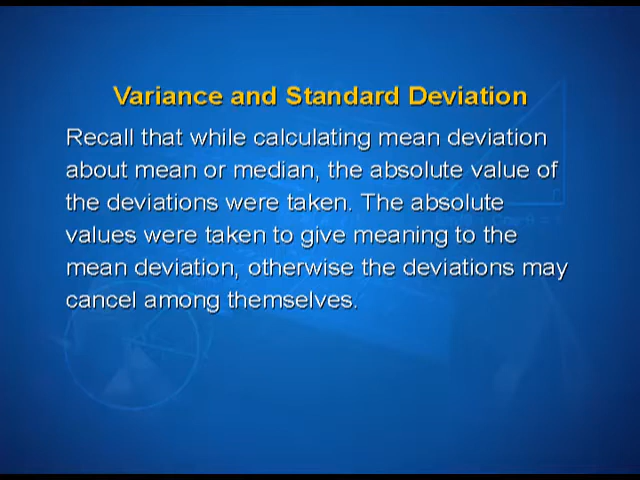 Variance and Standard Deviation
Recall that while calculating mean deviation
about mean or median, the absolute value of
the deviations were taken. The absolute
values were taken to give meaning to the
mean deviation, otherwise the deviations may
cancel among themselves.